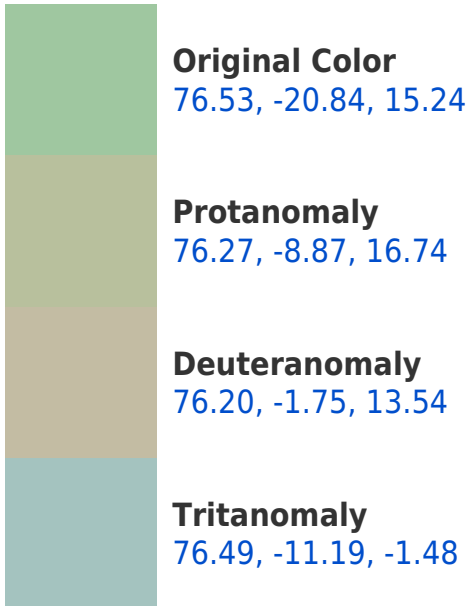 Original Color
76.53, -20.84, 15.24
Protanomaly
76.27, -8.87, 16.74
Deuteranomaly
76.20, -1.75, 13.54
Tritanomaly
76.49, -11.19, -1.48